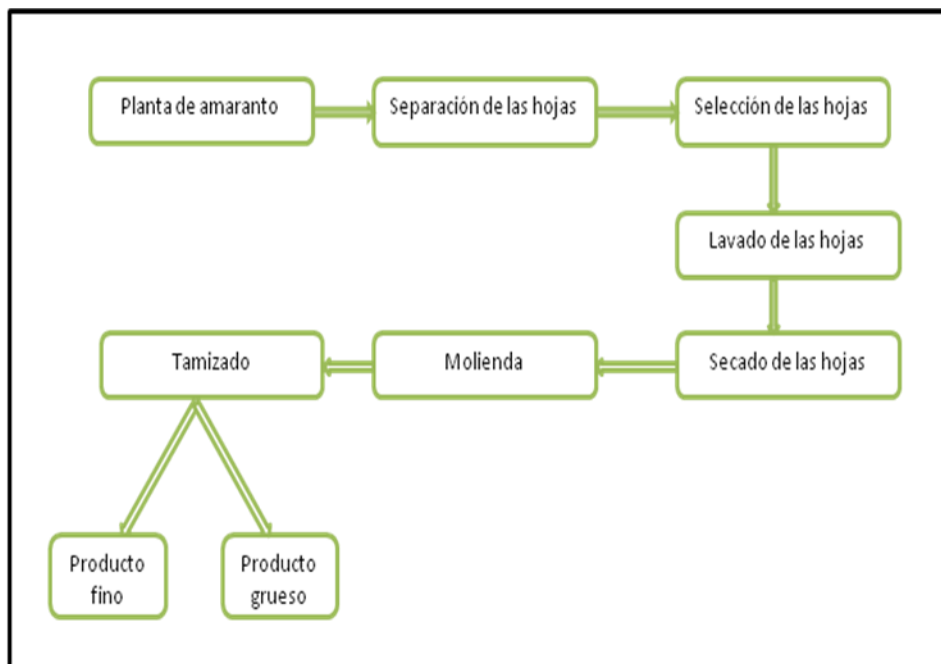 Planta de amaranto
Separación de las hojas
Selección de las hojas
Lavado de las hojas
Secado de las hojas
Molienda
Tamizado
Producto
fino
Producto
grueso